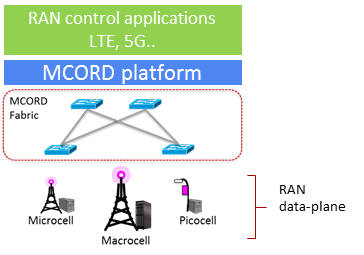 RAN control applications
LTE, 5G..
MCORD platform
MCORD
Fabric
Microcell
Macrocell
Picocell
RAN
data-plane